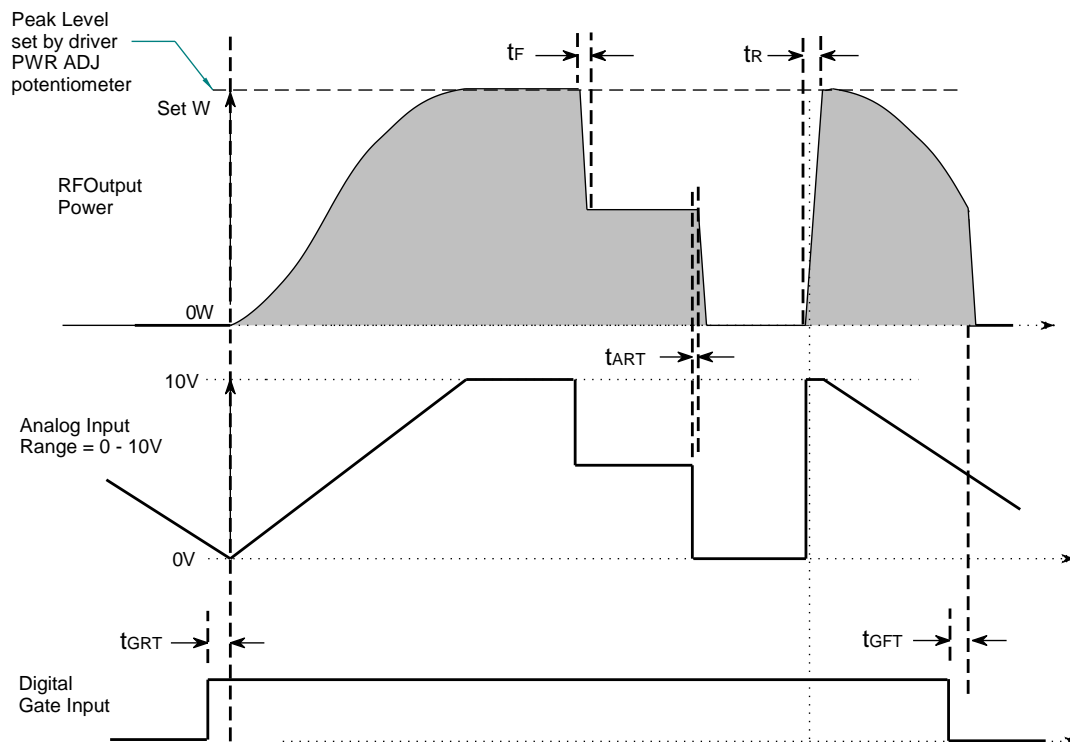 Peak Level
set by driver
PWR ADJ
potentiometer
tF
tR
Set W
RFOutput
Power
0W
tART
10V
Analog Input
Range = 0 - 10V
0V
tGRT
tGFT
Digital
Gate Input